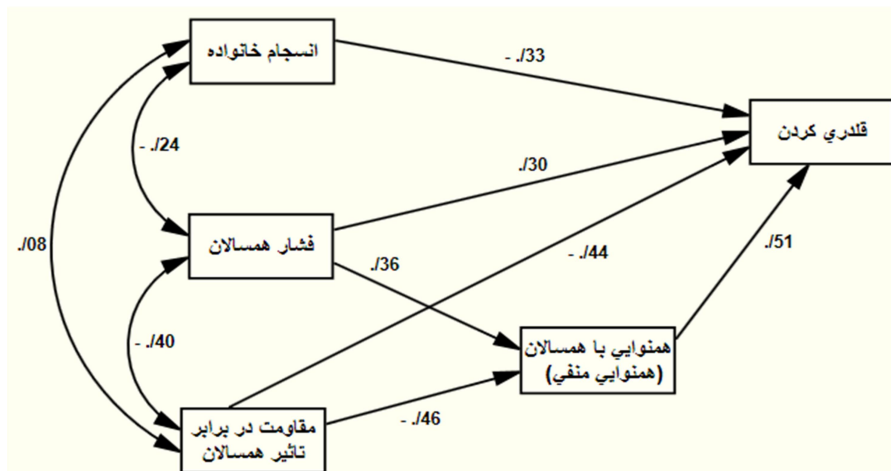 انسجام خانواده
- ./33
قلدري كردن
- ./24
./30
./08
فشار همسالان
- ./44
./51
./36
- ./40
همنوايي با همسالان
(همنوايي منفي)
- ./46
مقاومت در برابر
تاثير همسالان